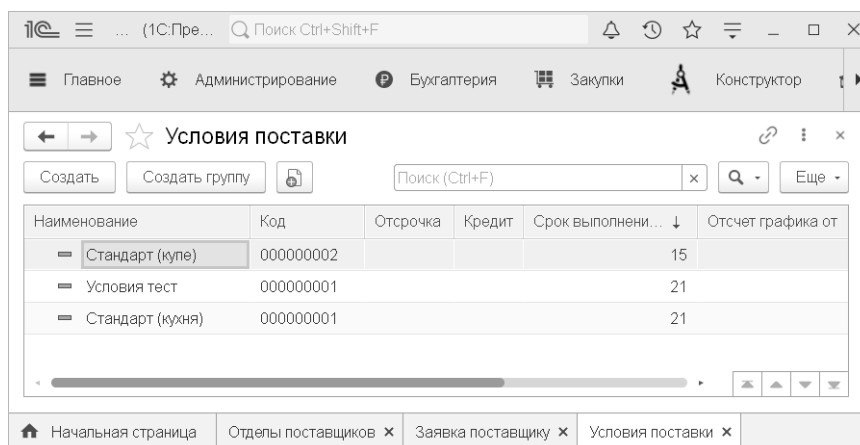 1С ... (1С:Пре... Поиск Ctrl+Shift+F
Главное Администрирование Бухгалтерия Закупки Конструктор
Условия поставки
Создать Создать группу Поиск (Ctrl+F) × Еще
Наименование Код Отсрочка Кредит Срок выполнени... ↓ Отсчет графика от
Стандарт (купе) 000000002 15
Условия тест 000000001 21
Стандарт (кухня) 000000001 21
Начальная страница Отделы поставщиков × Заявка поставщику × Условия поставки ×